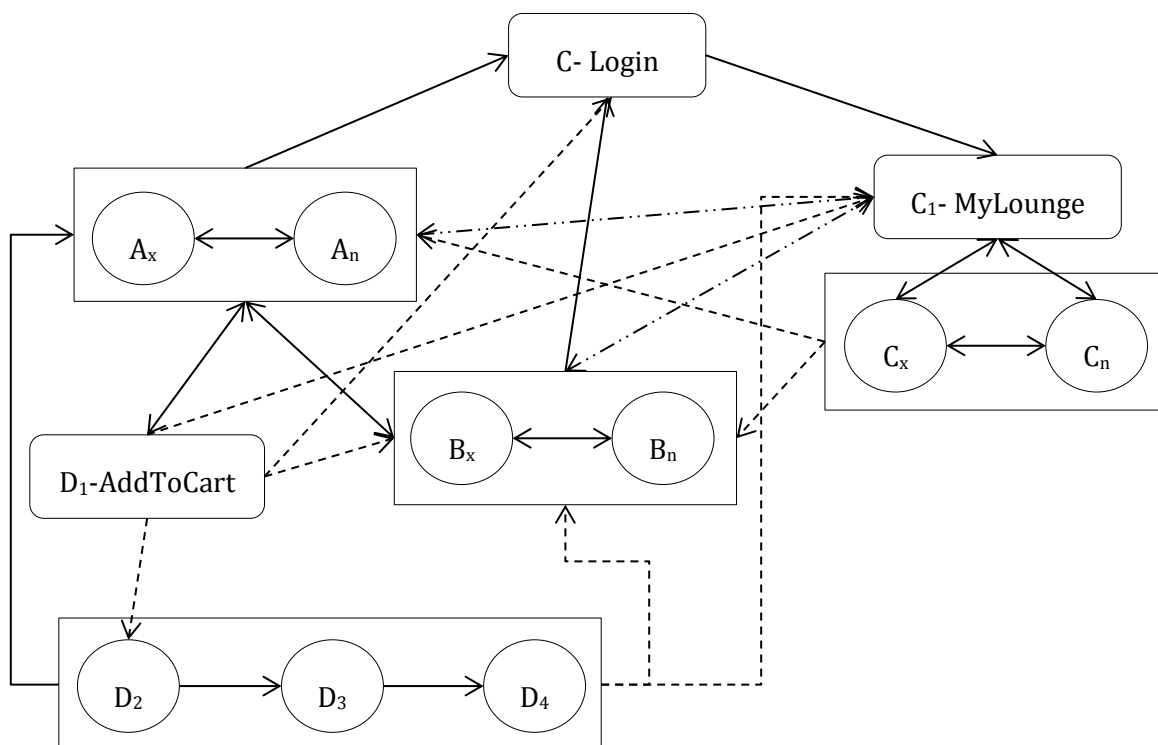 C- Login
C₁- MyLounge
Aₓ
Aₙ
Cₓ
Cₙ
Bₓ
Bₙ
D₁-AddToCart
D₂
D₃
D₄